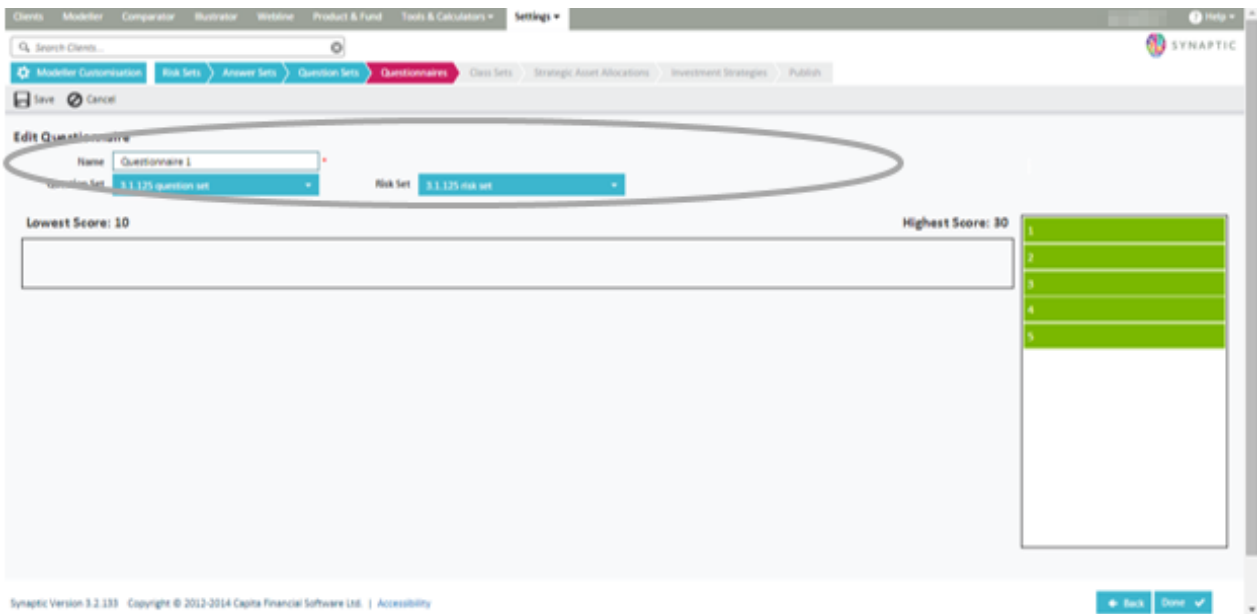 Clients Modeller Comparator Illustrator Webline Product & Fund Tools & Calculators Settings Help
Search Clients...
SYNAPTIC
Modeller Customisation Risk Sets Answer Sets Question Sets Questionnaires Class Sets Strategic Asset Allocations Investment Strategies Publish
Save Cancel
Edit Questionnaire
Name Questionnaire 1 *
Question Set 3.1.125 question set Risk Set 3.1.125 risk set
Lowest Score: 10 Highest Score: 30
1
2
3
4
5
Synaptic Version 3.2.133 Copyright © 2012-2014 Capita Financial Software Ltd. | Accessibility
Back Done